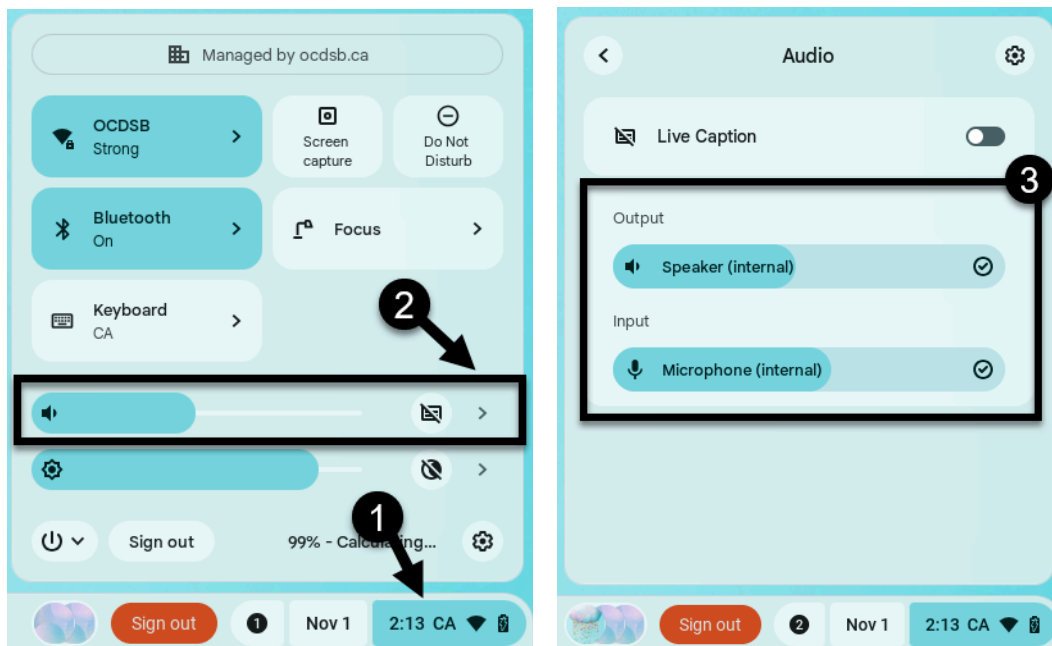 Managed by ocdsb.ca
OCDSB
Strong
Screen
capture
Do Not
Disturb
Bluetooth
On
Focus
Keyboard
CA
2
1
Sign out
99% - Calculating...
Sign out
1
Nov 1
2:13 CA
Audio
Live Caption
3
Output
Speaker (internal)
Input
Microphone (internal)
Sign out
2
Nov 1
2:13 CA